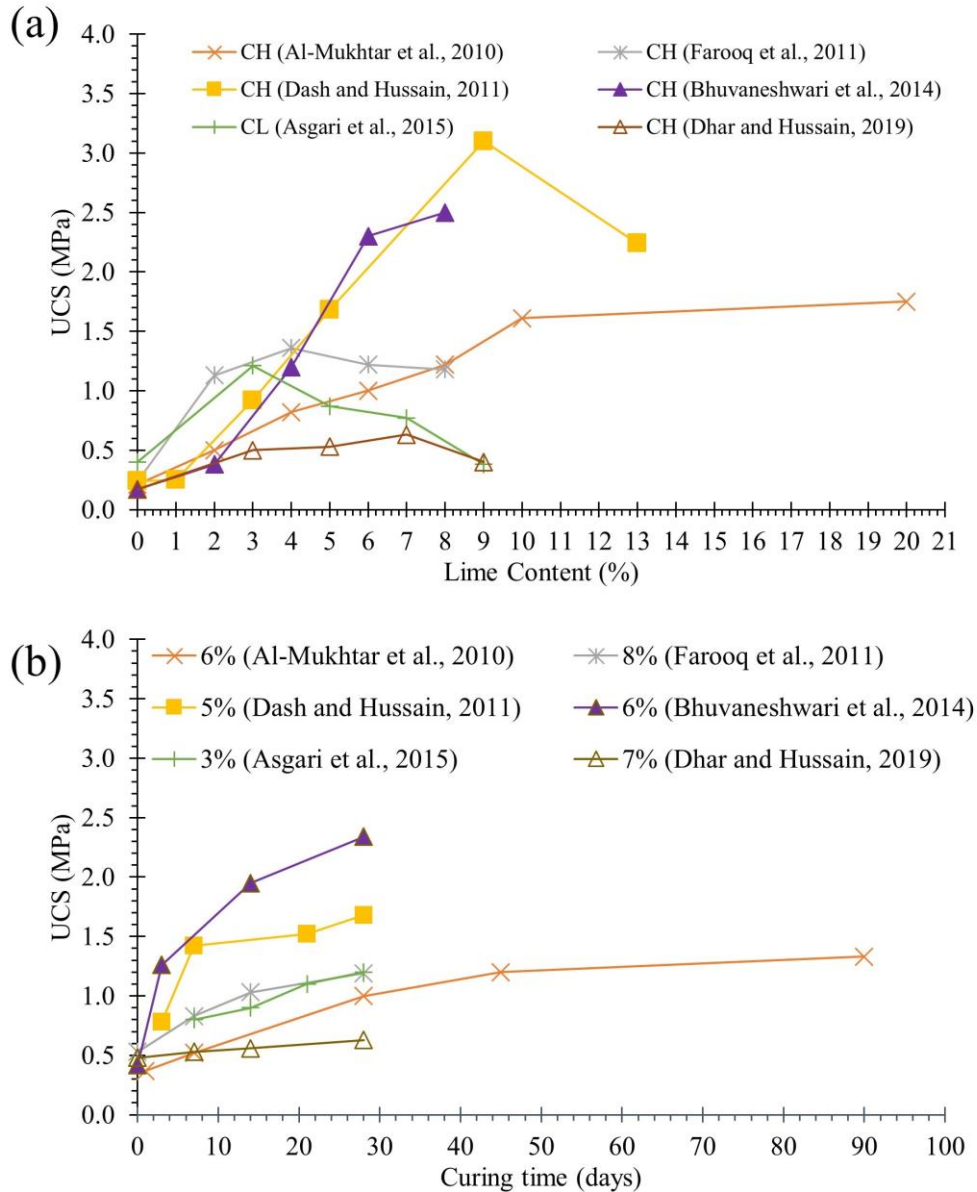 (a)
4.0
3.5
3.0
2.5
2.0
1.5
1.0
0.5
0.0
UCS (MPa)
CH (Al-Mukhtar et al., 2010) CH (Farooq et al., 2011)
CH (Dash and Hussain, 2011) CH (Bhuvaneshwari et al., 2014)
CL (Asgari et al., 2015) CH (Dhar and Hussain, 2019)
0 1 2 3 4 5 6 7 8 9 10 11 12 13 14 15 16 17 18 19 20 21
Lime Content (%)
(b)
4.0
3.5
3.0
2.5
2.0
1.5
1.0
0.5
0.0
UCS (MPa)
6% (Al-Mukhtar et al., 2010) 8% (Farooq et al., 2011)
5% (Dash and Hussain, 2011) 6% (Bhuvaneshwari et al., 2014)
3% (Asgari et al., 2015) 7% (Dhar and Hussain, 2019)
0 10 20 30 40 50 60 70 80 90 100
Curing time (days)